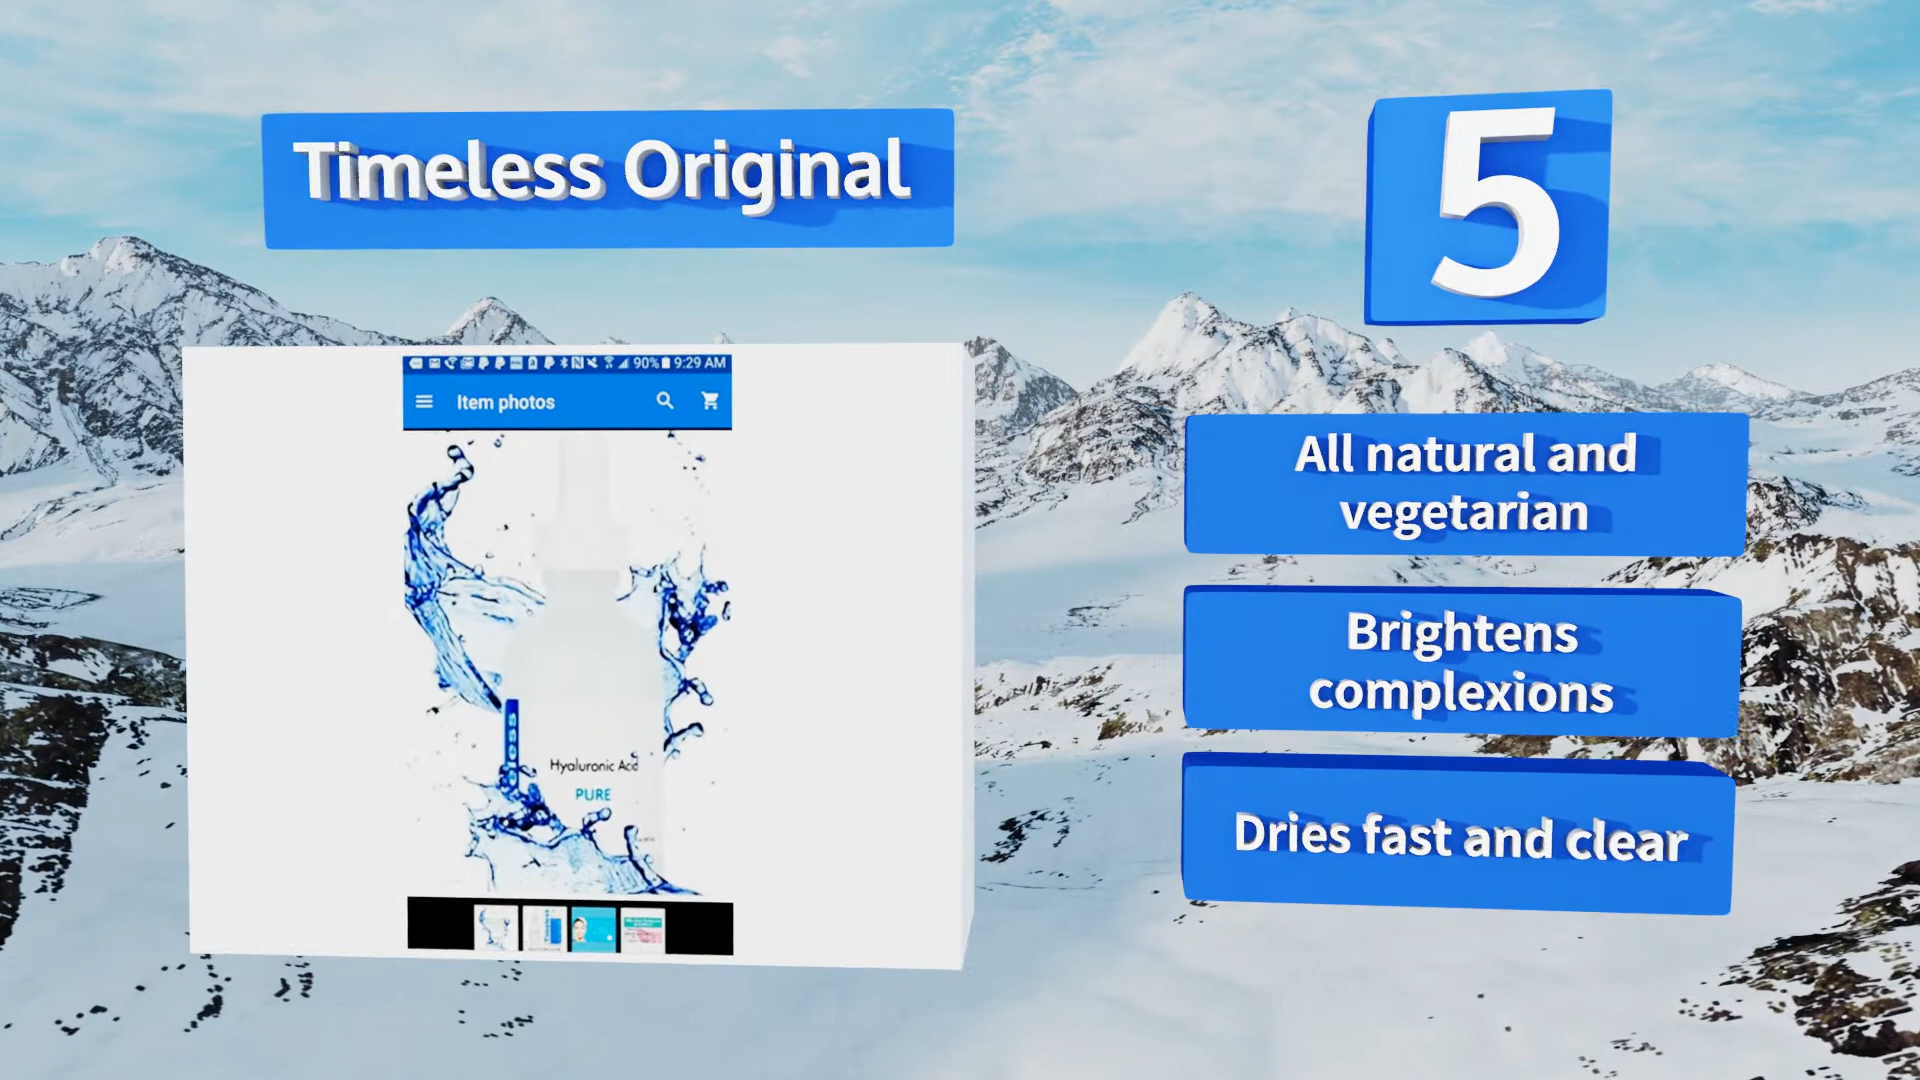 Timeless Original
5
90% 9:29 AM
Item photos
Hyaluronic Acid
PURE
All natural and
vegetarian
Brightens
complexions
Dries fast and clear